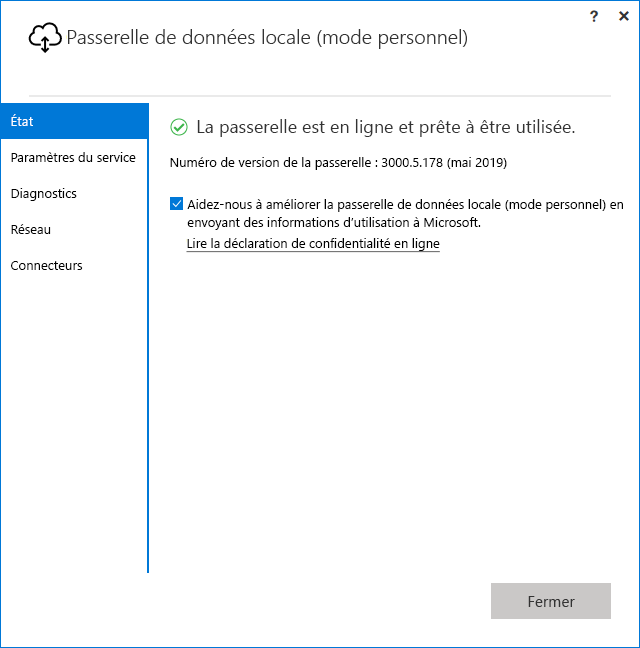 ?
Passerelle de données locale (mode personnel)
État
Paramètres du service
Diagnostics
Réseau
Connecteurs
La passerelle est en ligne et prête à être utilisée.
Numéro de version de la passerelle : 3000.5.178 (mai 2019)
Aidez-nous à améliorer la passerelle de données locale (mode personnel) en
envoyant des informations d’utilisation à Microsoft.
Lire la déclaration de confidentialité en ligne
Fermer